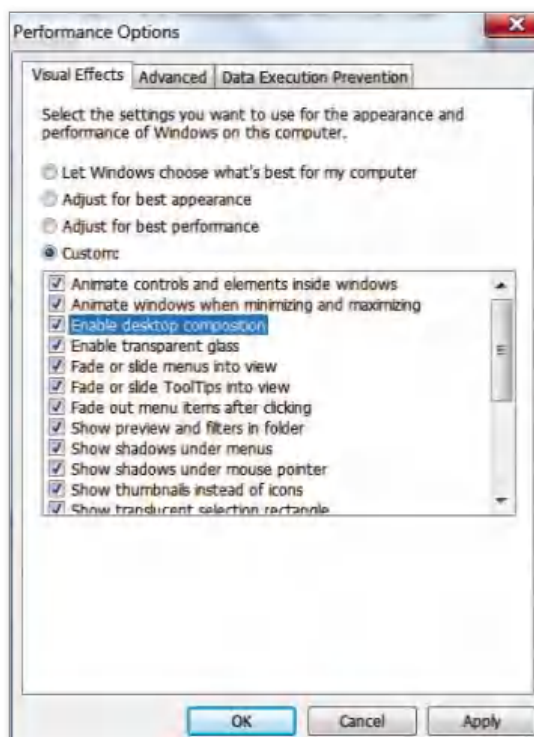 Performance Options
Visual Effects Advanced Data Execution Prevention
Select the settings you want to use for the appearance and
performance of Windows on this computer.
Let Windows choose what's best for my computer
Adjust for best appearance
Adjust for best performance
Custom:
Animate controls and elements inside windows
Animate windows when minimizing and maximizing
Enable desktop composition
Enable transparent glass
Fade or slide menus into view
Fade or slide ToolTips into view
Fade out menu items after clicking
Show preview and filters in folder
Show shadows under menus
Show shadows under mouse pointer
Show thumbnails instead of icons
Show translucent selection rectangle
OK Cancel Apply